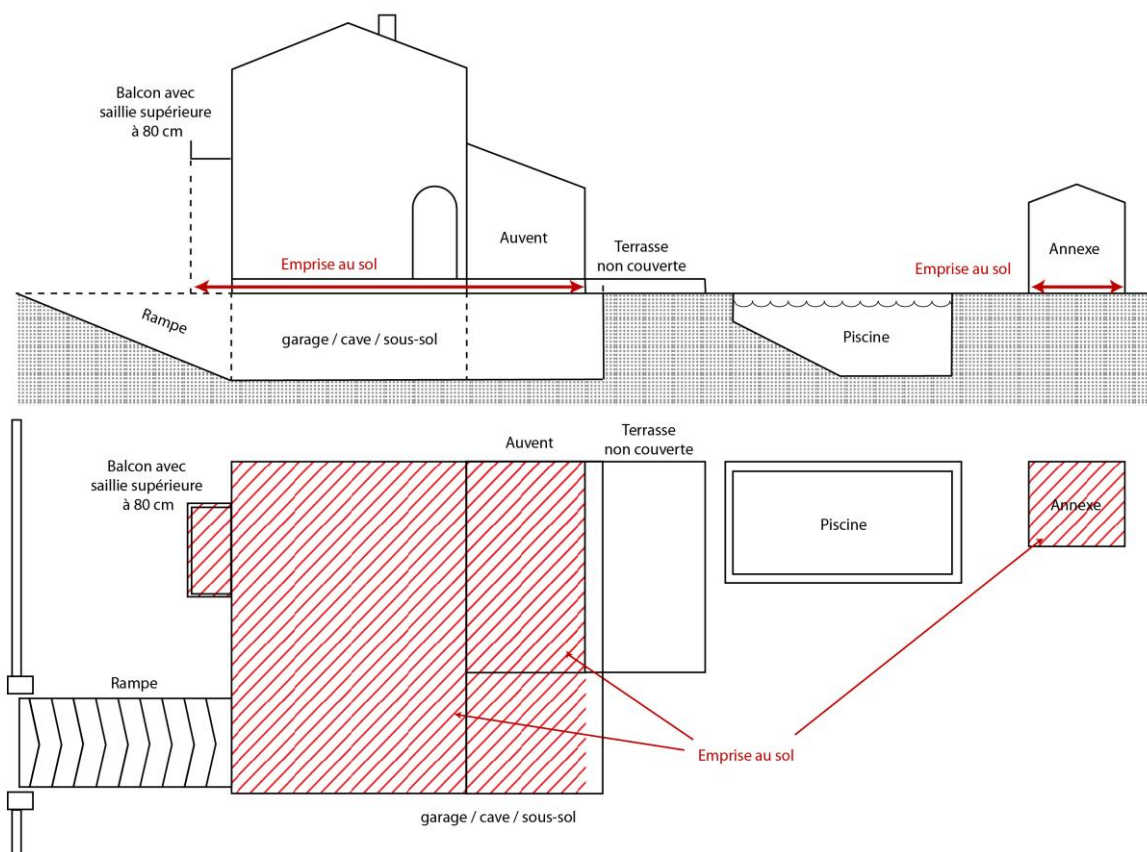 Balcon avec
saillie supérieure
à 80 cm
Auvent
Terrasse
non couverte
Annexe
Emprise au sol
Emprise au sol
Rampe
garage / cave / sous-sol
Piscine
Auvent
Terrasse
non couverte
Balcon avec
saillie supérieure
à 80 cm
Piscine
Annexe
Rampe
Emprise au sol
garage / cave / sous-sol